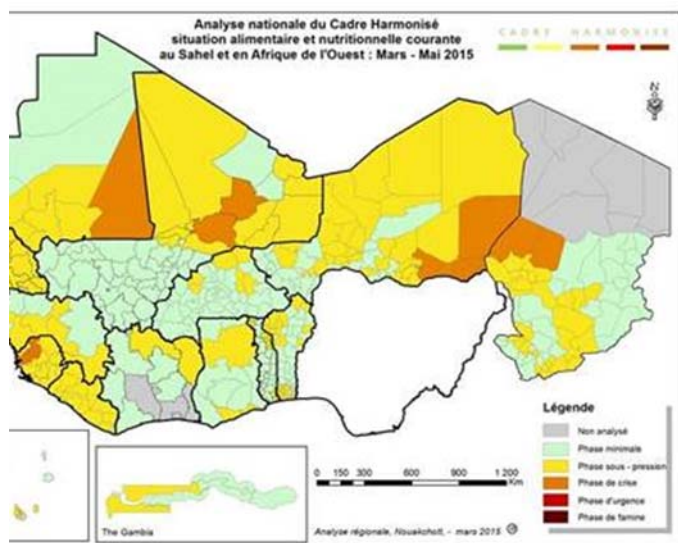 Analyse nationale du Cadre Harmonisé
situation alimentaire et nutritionnelle courante
au Sahel et en Afrique de l'Ouest : Mars - Mai 2015
CADRE HARMONISÉ
N
Légende
Non analysé
Phase minimale
Phase sous - pression
Phase de crise
Phase d'urgence
Phase de famine
0 150 300 600 900 1 200
Km
The Gambia
Analyse régionale, Nouakchott, - mars 2015